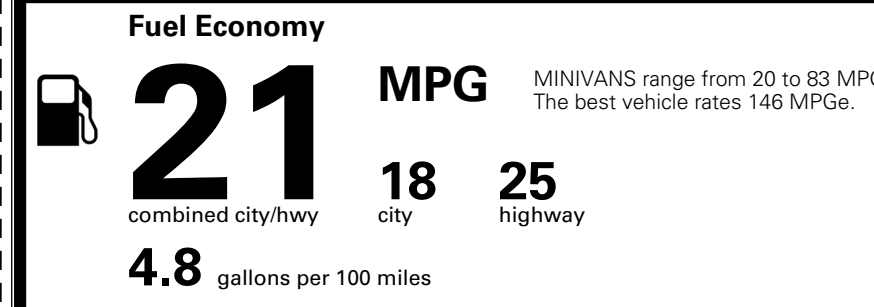 Fuel Economy
21 MPG
MINIVANS range from 20 to 83 MPG
The best vehicle rates 146 MPGe.
18 25
combined city/hwy city highway
4.8 gallons per 100 miles